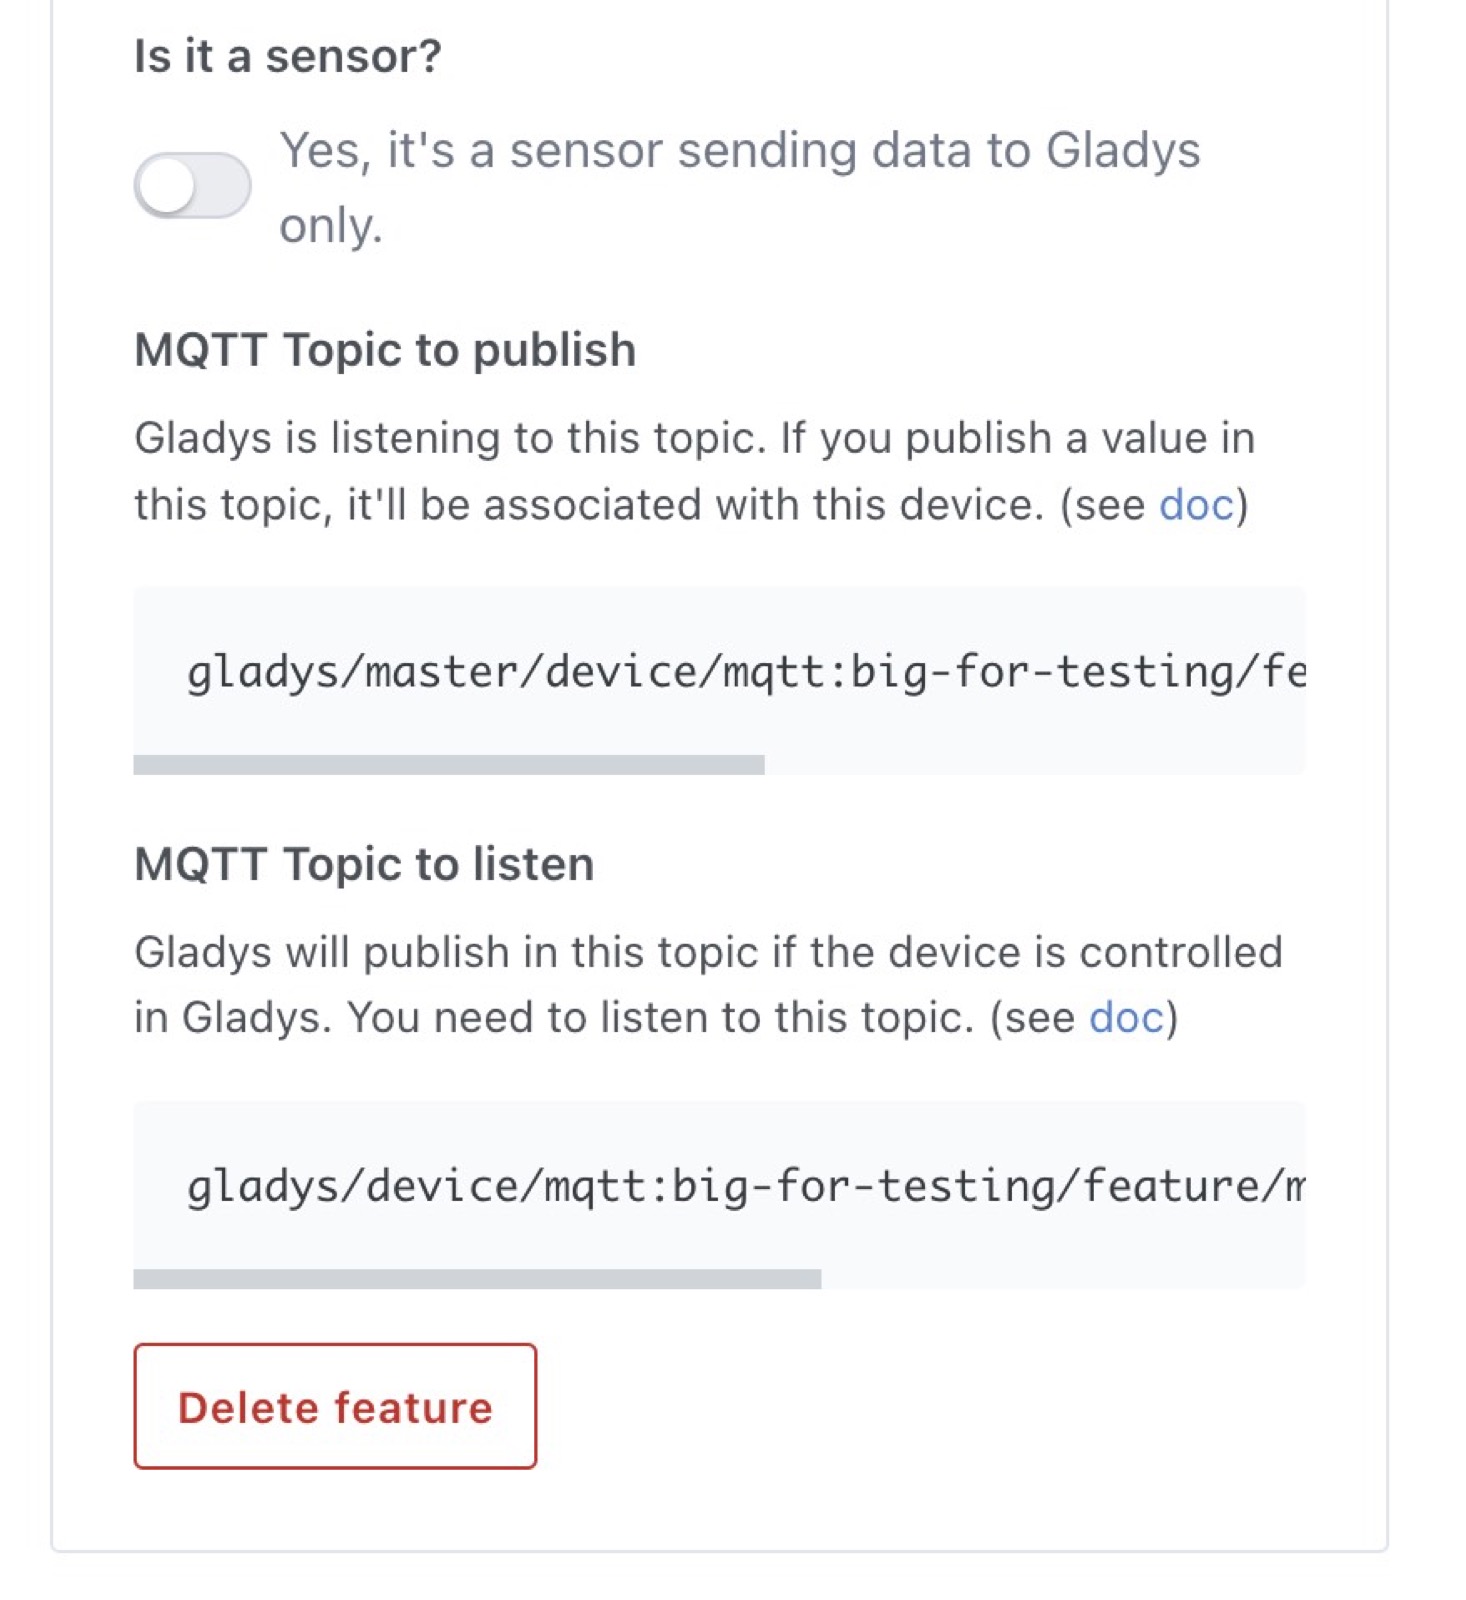 Is it a sensor?
Yes, it's a sensor sending data to Gladys
only.
MQTT Topic to publish
Gladys is listening to this topic. If you publish a value in
this topic, it'll be associated with this device. (see doc)
gladys/master/device/mqtt:big-for-testing/fe
MQTT Topic to listen
Gladys will publish in this topic if the device is controlled
in Gladys. You need to listen to this topic. (see doc)
gladys/device/mqtt:big-for-testing/feature/m
Delete feature